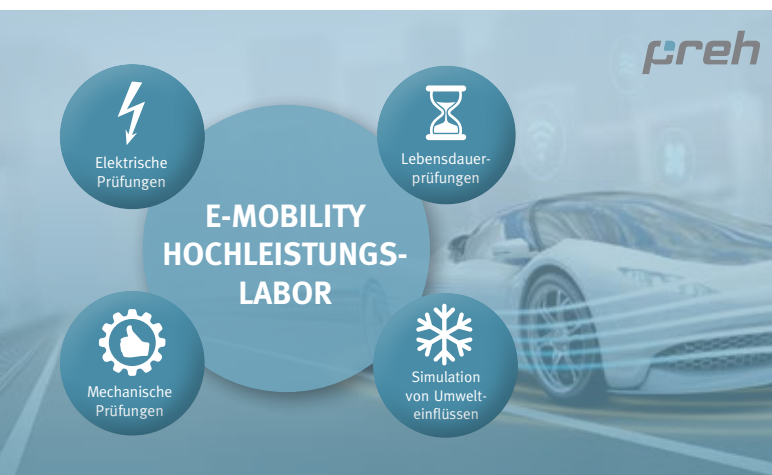 preh
Elektrische
Prüfungen
Lebensdauer-
prüfungen
E-MOBILITY
HOCHLEISTUNGS-
LABOR
Mechanische
Prüfungen
Simulation
von Umwelt-
einflüssen